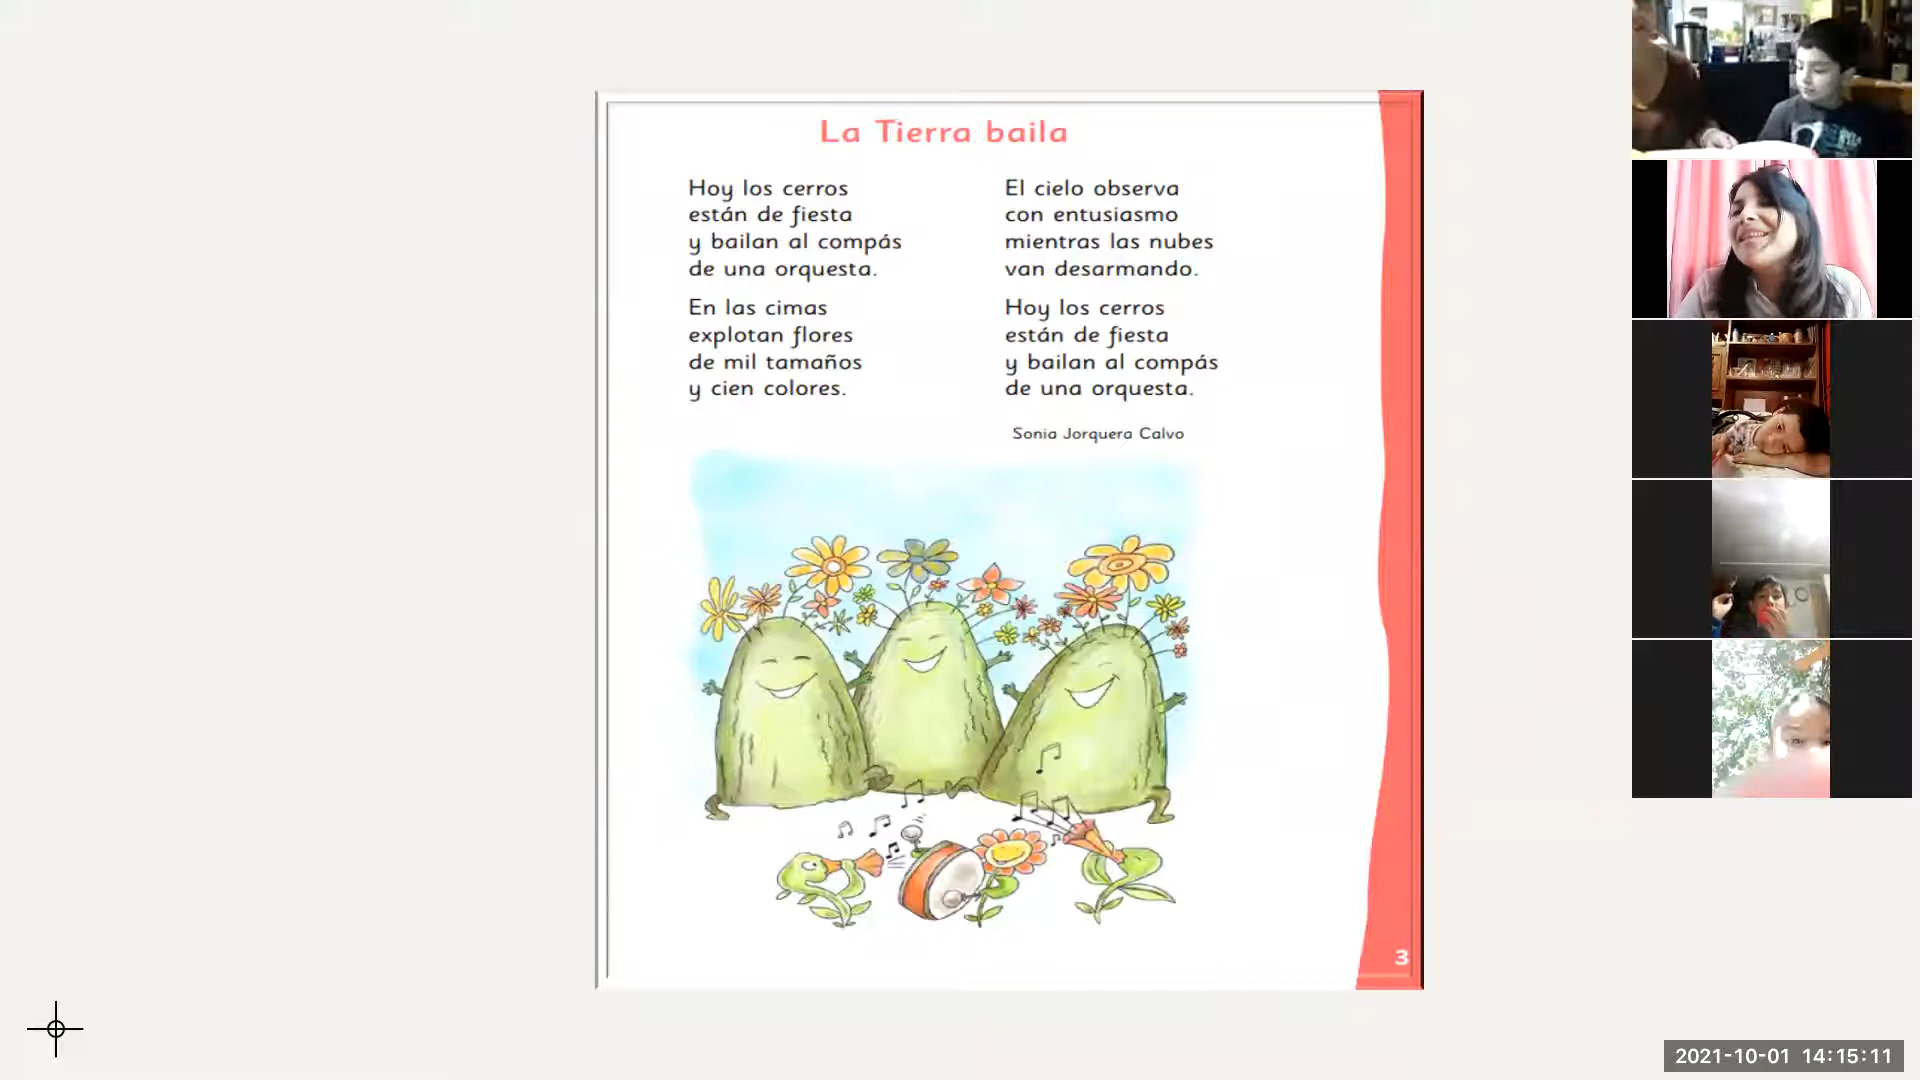 La Tierra baila
Hoy los cerros
están de fiesta
y bailan al compás
de una orquesta.
En las cimas
explotan flores
de mil tamaños
y cien colores.
El cielo observa
con entusiasmo
mientras las nubes
van desarmando.
Hoy los cerros
están de fiesta
y bailan al compás
de una orquesta.
Sonia Jorquera Calvo
3
2021-10-01 14:15:11